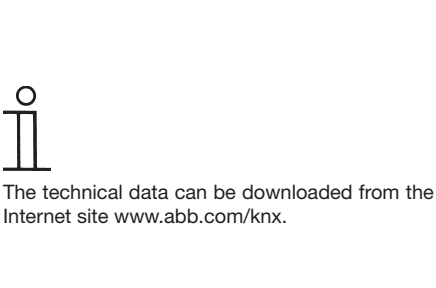 The technical data can be downloaded from the
Internet site www.abb.com/knx.